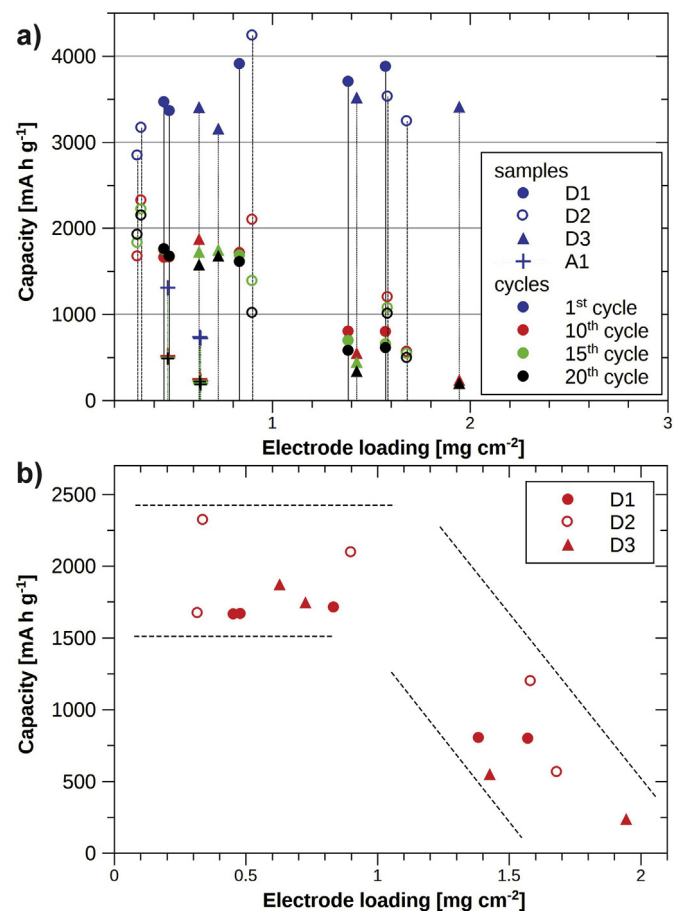 a)
Capacity [mA h g-1]
4000
3000
2000
1000
0
samples
D1
D2
D3
A1
cycles
1st cycle
10th cycle
15th cycle
20th cycle
1
2
3
Electrode loading [mg cm-2]
b)
Capacity [mA h g-1]
2500
2000
1500
1000
500
0
D1
D2
D3
0
0.5
1
1.5
2
Electrode loading [mg cm-2]